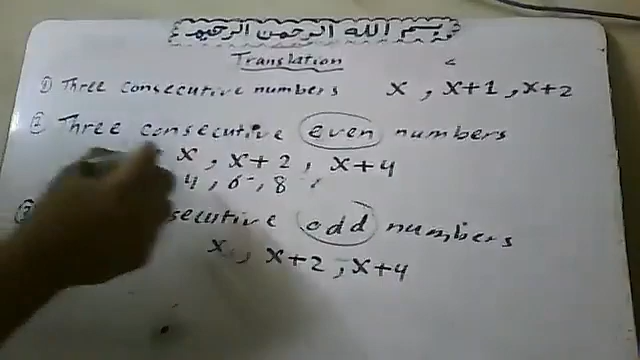 بسم الله الرحمن الرحيم
Translation
① Three consecutive numbers x , x+1 , x+2
② Three consecutive even numbers
x , x+2 , x+4
4 , 6 , 8 ,
odd numbers
x , x+2 , x+4